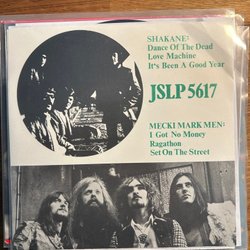 SHAKANE:
Dance Of The Dead
Love Machine
It's Been A Good Year
JSLP 5617
MECKI MARK MEN:
I Got No Money
Ragathon
Set On The Street